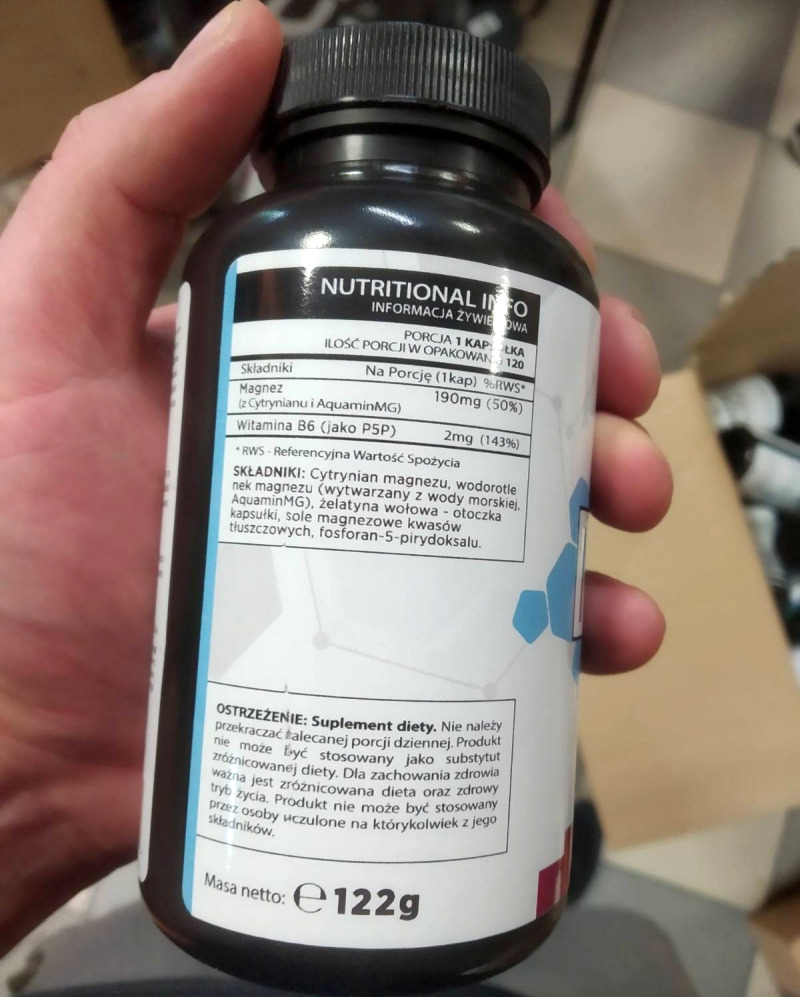 NUTRITIONAL INFO
INFORMACJA ŻYWIENIOWA
PORCJA 1 KAPSUŁKA
ILOŚĆ PORCJI W OPAKOWANIU 120
Składniki Na Porcję (1kap) %RWS*
Magnez 190mg (50%)
(z Cytrynianu i AquaminMG)
Witamina B6 (jako P5P) 2mg (143%)
* RWS - Referencyjna Wartość Spożycia
SKŁADNIKI: Cytrynian magnezu, wodorotle
nek magnezu (wytwarzany z wody morskiej,
AquaminMG), żelatyna wołowa - otoczka
kapsułki, sole magnezowe kwasów
tłuszczowych, fosforan-5-pirydoksalu.
OSTRZEŻENIE: Suplement diety. Nie należy
przekraczać zalecanej porcji dziennej. Produkt
nie może być stosowany jako substytut
zróżnicowanej diety. Dla zachowania zdrowia
ważna jest zróżnicowana dieta oraz zdrowy
tryb życia. Produkt nie może być stosowany
przez osoby uczulone na którykolwiek z jego
składników.
Masa netto: ℮ 122g